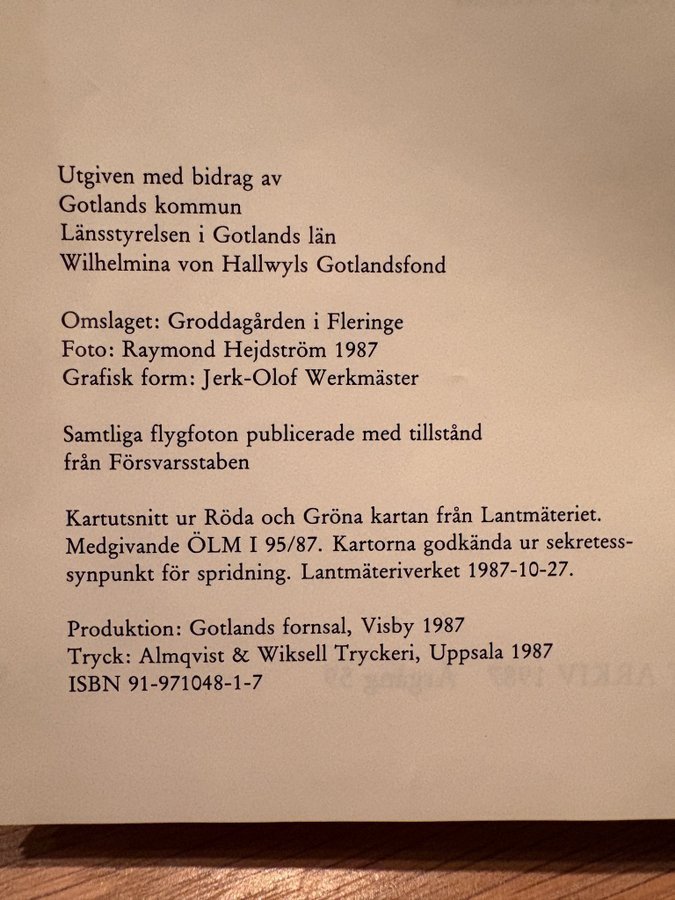 Utgiven med bidrag av
Gotlands kommun
Länsstyrelsen i Gotlands län
Wilhelmina von Hallwyls Gotlandsfond
Omslaget: Groddagården i Fleringe
Foto: Raymond Hejdström 1987
Grafisk form: Jerk-Olof Werkmäster
Samtliga flygfoton publicerade med tillstånd
från Försvarsstaben
Kartutsnitt ur Röda och Gröna kartan från Lantmäteriet.
Medgivande ÖLM I 95/87. Kartorna godkända ur sekretess-
synpunkt för spridning. Lantmäteriverket 1987-10-27.
Produktion: Gotlands fornsal, Visby 1987
Tryck: Almqvist & Wiksell Tryckeri, Uppsala 1987
ISBN 91-971048-1-7